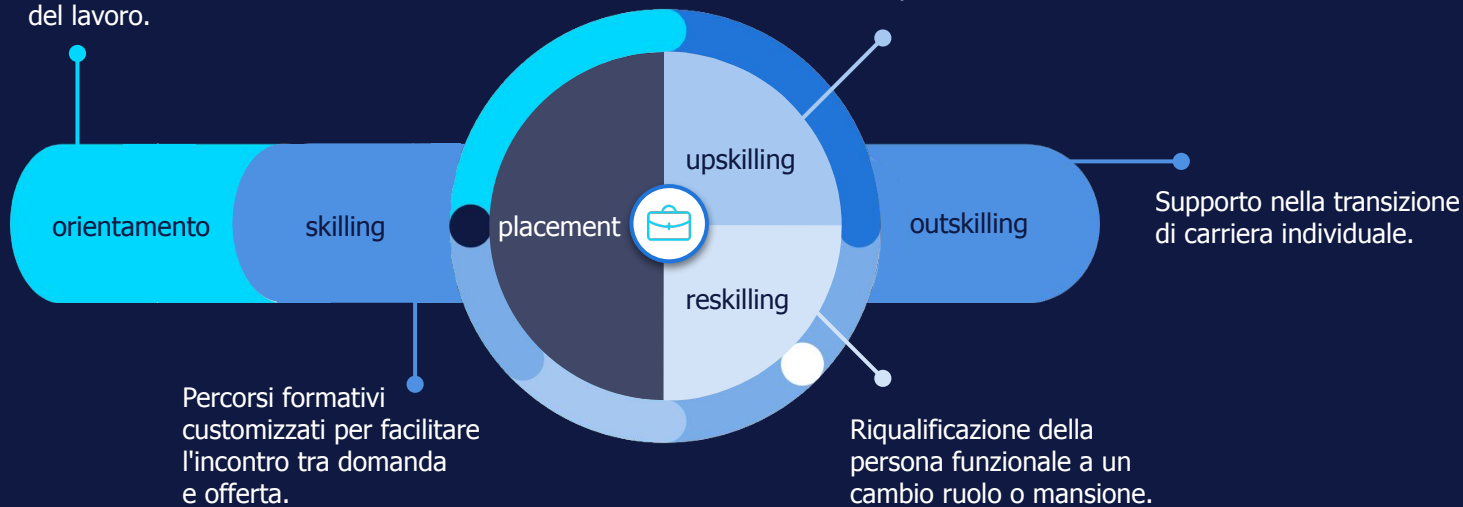 del lavoro.
orientamento
skilling
placement
upskilling
reskilling
outskilling
Supporto nella transizione
di carriera individuale.
Percorsi formativi
customizzati per facilitare
l'incontro tra domanda
e offerta.
Riqualificazione della
persona funzionale a un
cambio ruolo o mansione.